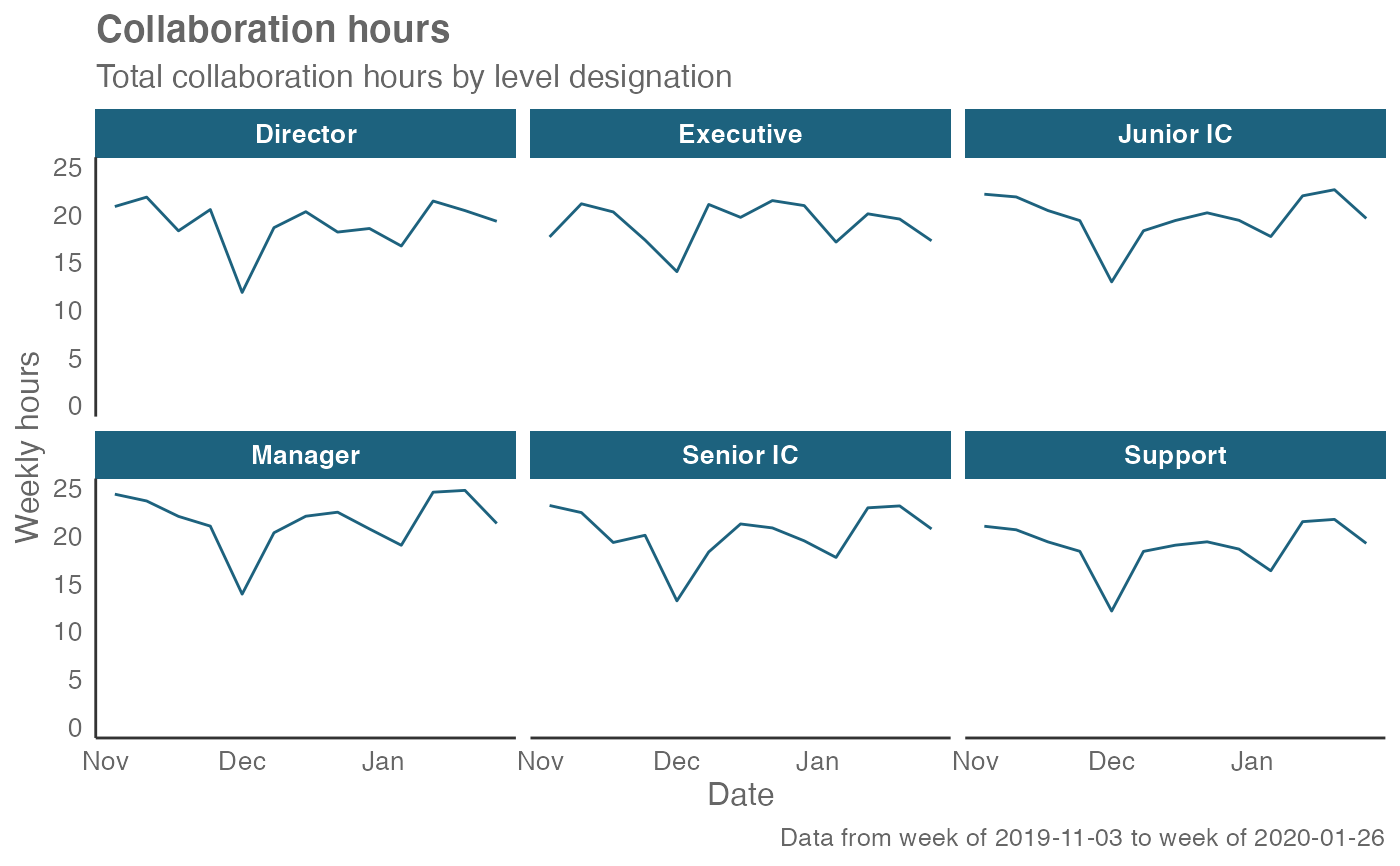 Collaboration hours
Total collaboration hours by level designation
Director Executive Junior IC
25
20
15
10
5
0
Weekly hours
Manager Senior IC Support
25
20
15
10
5
0
Nov Dec Jan Nov Dec Jan Nov Dec Jan
Date
Data from week of 2019-11-03 to week of 2020-01-26